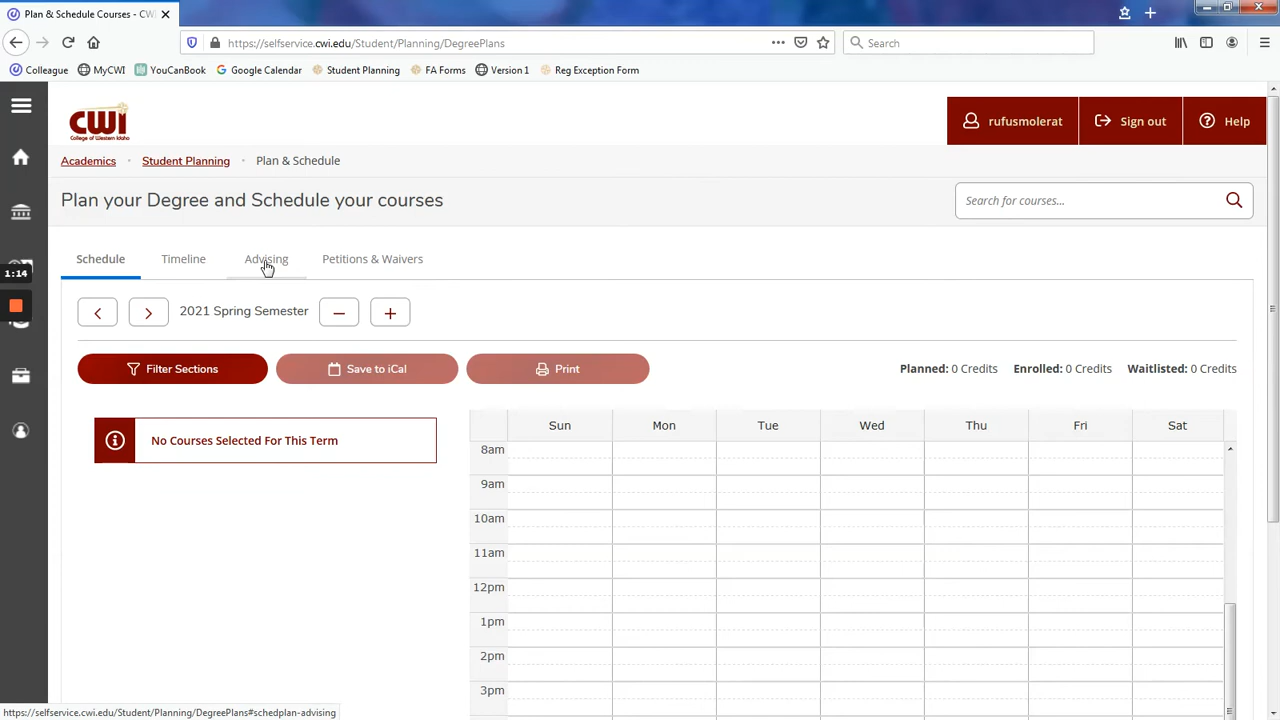 Plan & Schedule Courses - CW
https://selfservice.cwi.edu/Student/Planning/DegreePlans
Search
Colleague
MyCWI
YouCanBook
Google Calendar
Student Planning
FA Forms
Version 1
Reg Exception Form
CWI
College of Western Idaho
rufusmolerat
Sign out
Help
Academics · Student Planning · Plan & Schedule
Plan your Degree and Schedule your courses
Search for courses...
Schedule
Timeline
Advising
Petitions & Waivers
1:14
2021 Spring Semester
Filter Sections
Save to iCal
Print
Planned: 0 Credits
Enrolled: 0 Credits
Waitlisted: 0 Credits
No Courses Selected For This Term
Sun Mon Tue Wed Thu Fri Sat
8am
9am
10am
11am
12pm
1pm
2pm
3pm
https://selfservice.cwi.edu/Student/Planning/DegreePlans#schedplan-advising